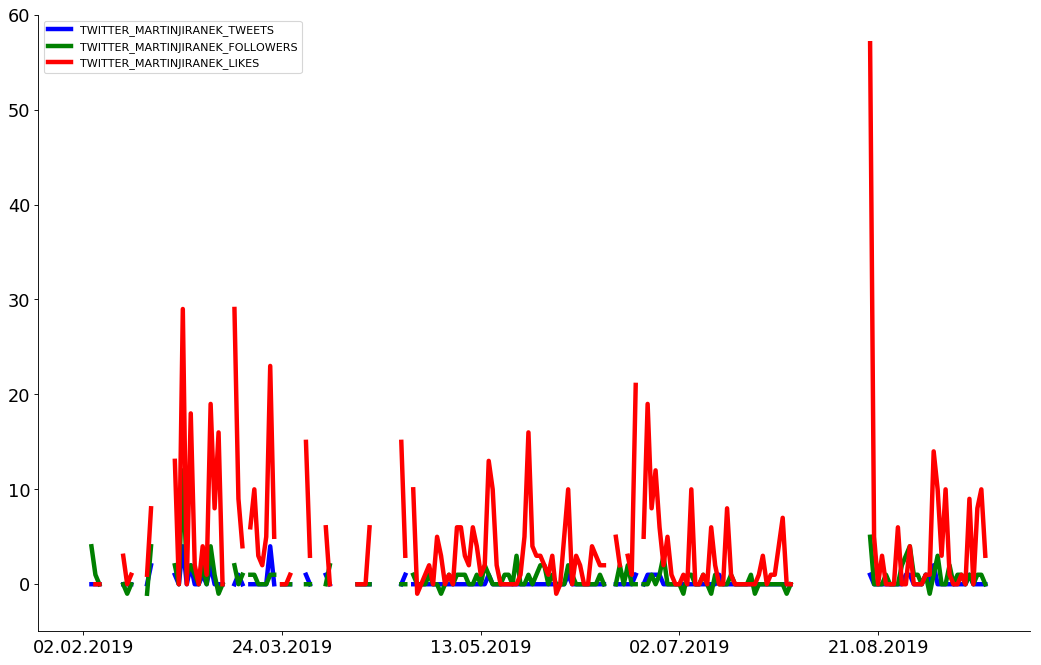 60
TWITTER_MARTINJIRANEK_TWEETS
TWITTER_MARTINJIRANEK_FOLLOWERS
TWITTER_MARTINJIRANEK_LIKES
50
40
30
20
10
0
02.02.2019 24.03.2019 13.05.2019 02.07.2019 21.08.2019